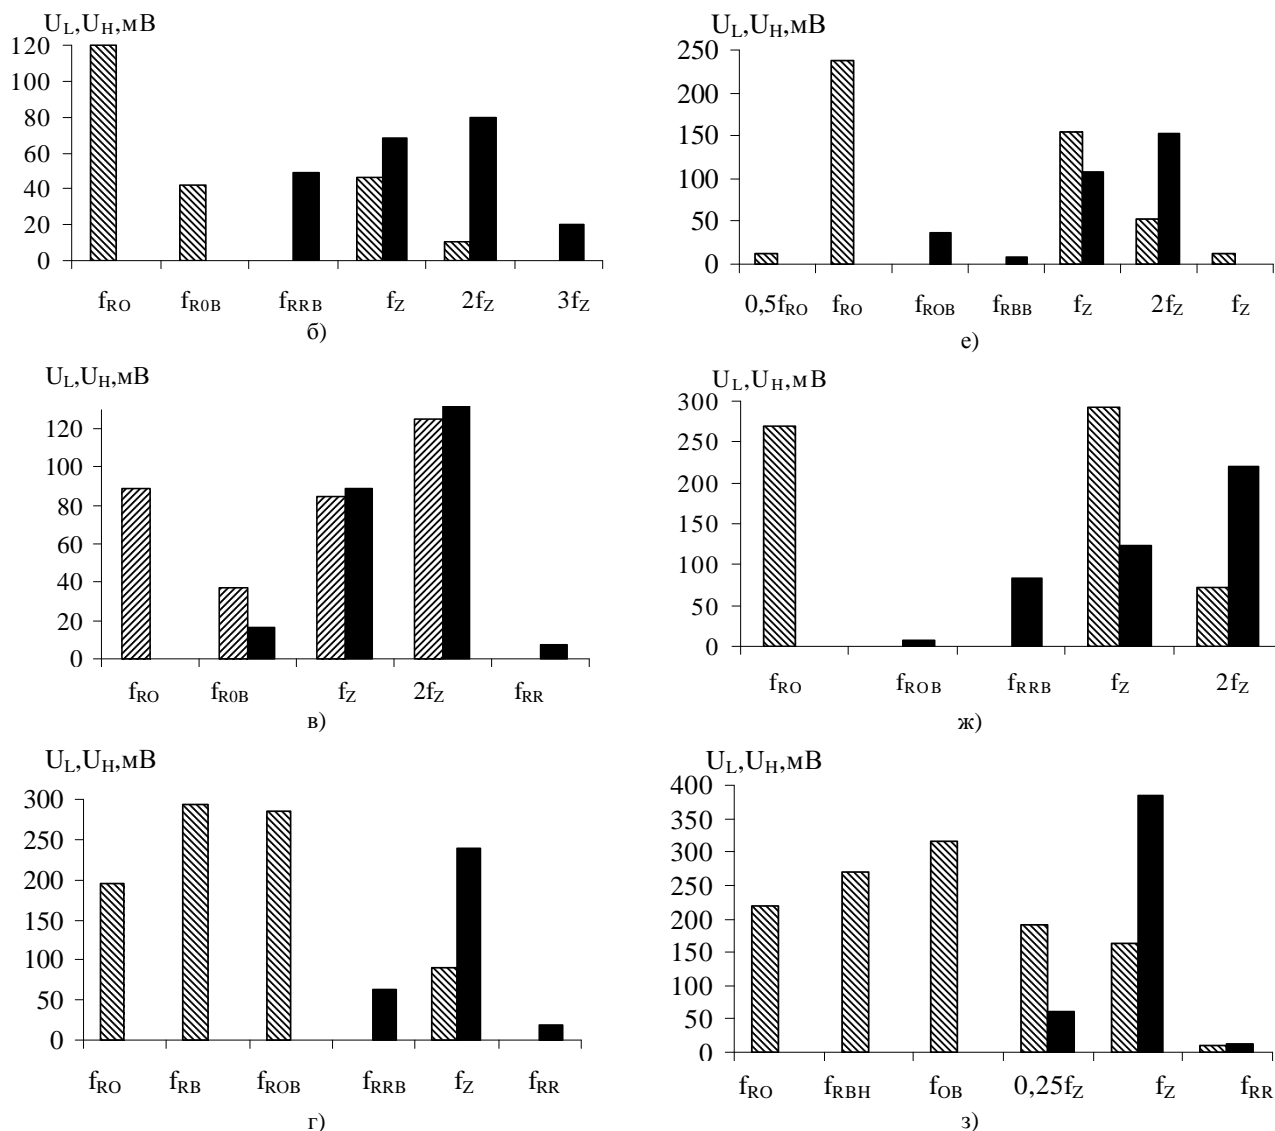 U_L,U_H,мВ
120
100
80
60
40
20
0
f_RO f_R0B f_RRB f_Z 2f_Z 3f_Z
б)
U_L,U_H,мВ
250
200
150
100
50
0
0,5f_RO f_RO f_ROB f_RBB f_Z 2f_Z f_Z
е)
U_L,U_H,мВ
120
100
80
60
40
20
0
f_RO f_R0B f_Z 2f_Z f_RR
в)
U_L,U_H,мВ
300
250
200
150
100
50
0
f_RO f_ROB f_RRB f_Z 2f_Z
ж)
U_L,U_H,мВ
300
250
200
150
100
50
0
f_RO f_RB f_ROB f_RRB f_Z f_RR
г)
U_L,U_H,мВ
400
350
300
250
200
150
100
50
0
f_RO f_RBH f_OB 0,25f_Z f_Z f_RR
з)